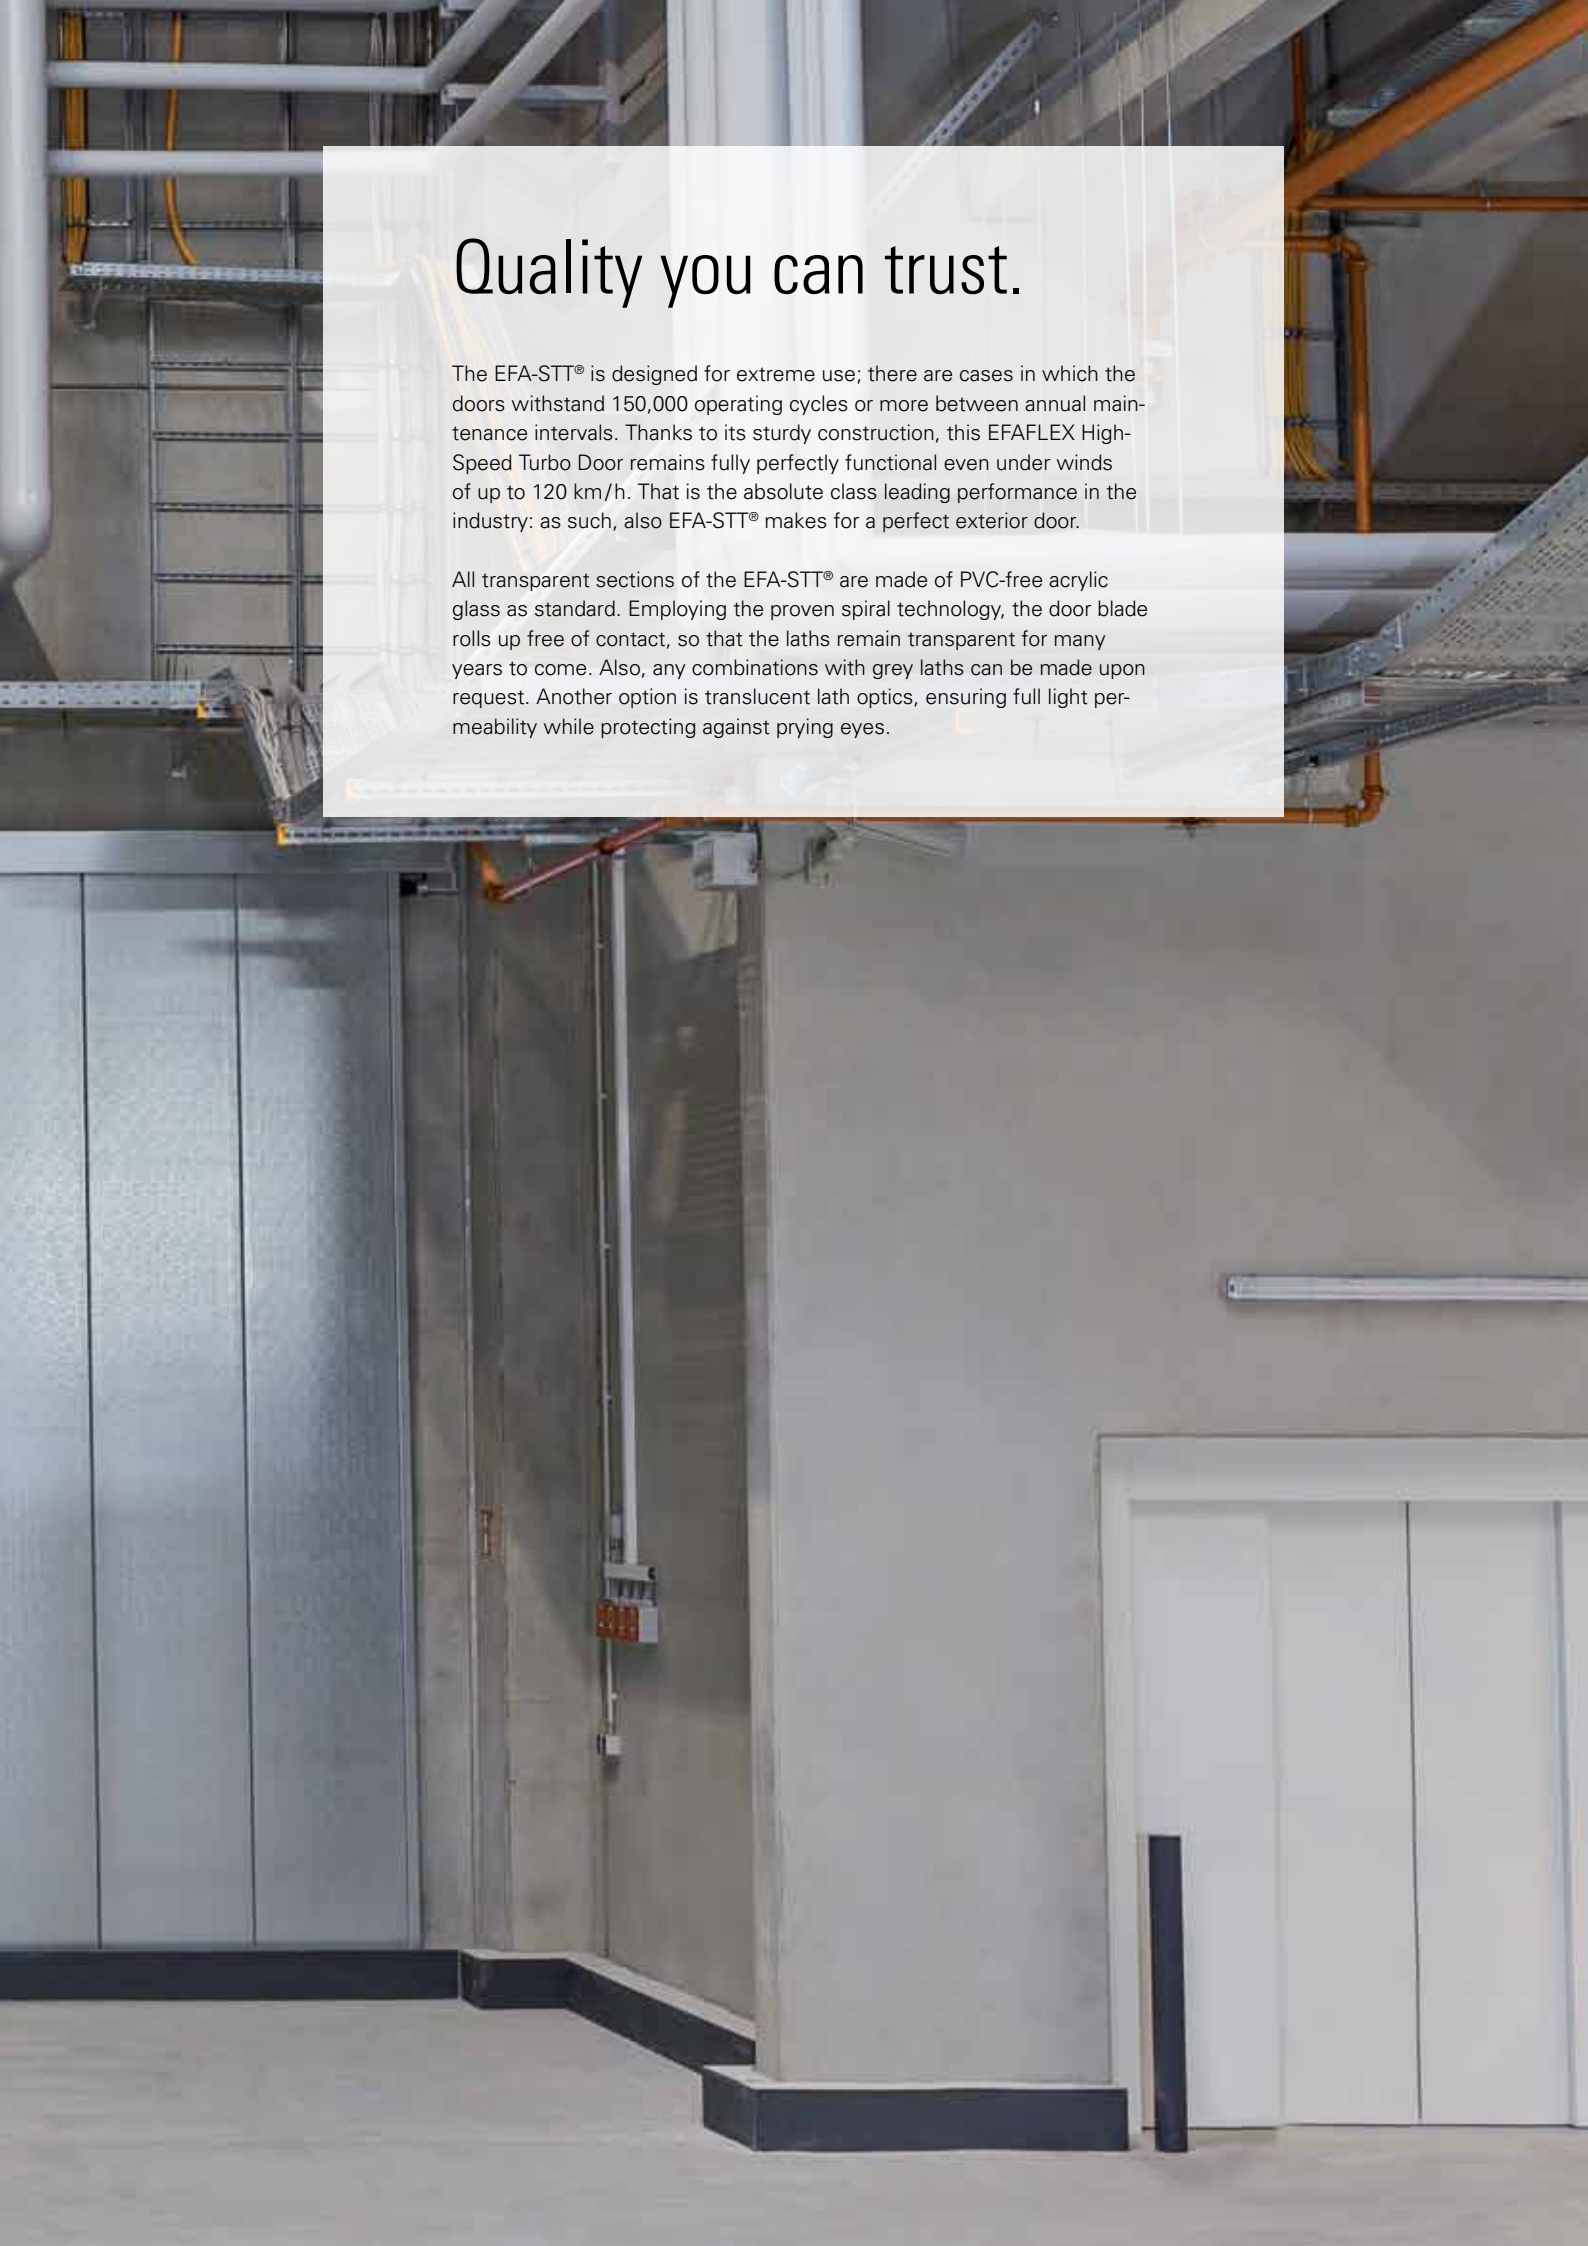 Quality you can trust.
The EFA-STT® is designed for extreme use; there are cases in which the
doors withstand 150,000 operating cycles or more between annual main-
tenance intervals. Thanks to its sturdy construction, this EFAFLEX High-
Speed Turbo Door remains fully perfectly functional even under winds
of up to 120 km/h. That is the absolute class leading performance in the
industry: as such, also EFA-STT® makes for a perfect exterior door.
All transparent sections of the EFA-STT® are made of PVC-free acrylic
glass as standard. Employing the proven spiral technology, the door blade
rolls up free of contact, so that the laths remain transparent for many
years to come. Also, any combinations with grey laths can be made upon
request. Another option is translucent lath optics, ensuring full light per-
meability while protecting against prying eyes.